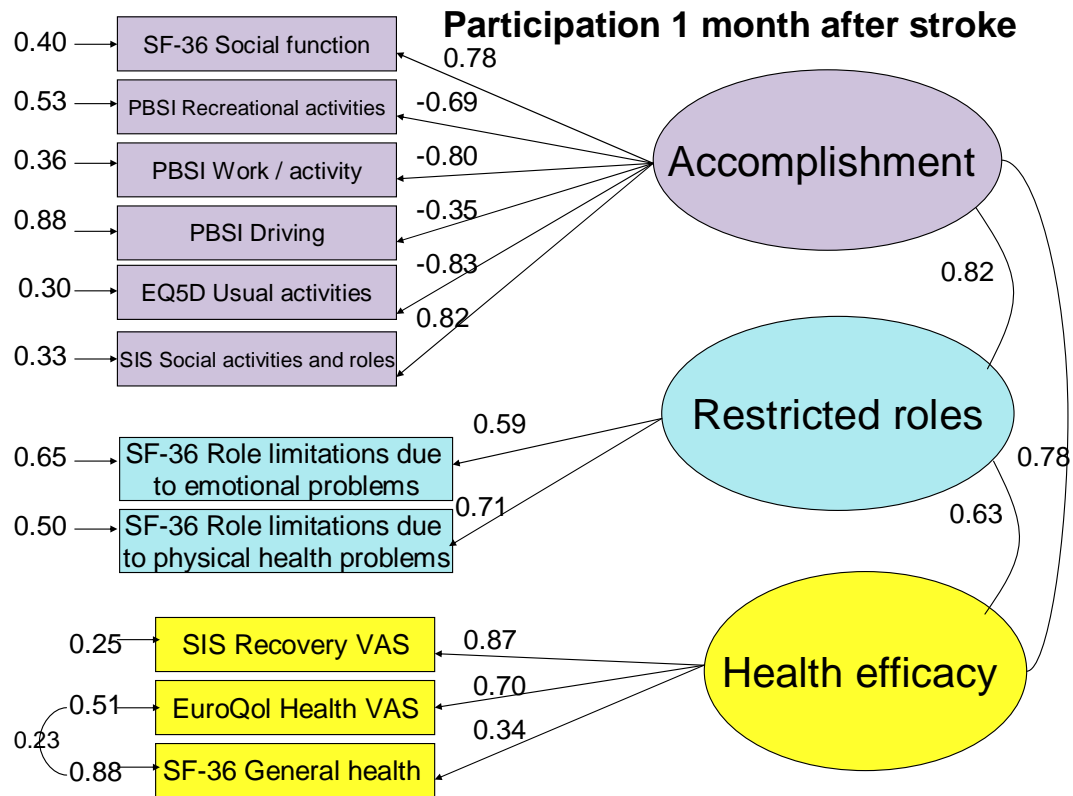 Participation 1 month after stroke
0.40
SF-36 Social function
0.78
0.53
PBSI Recreational activities
-0.69
0.36
PBSI Work / activity
-0.80
Accomplishment
0.88
PBSI Driving
-0.35
0.30
EQ5D Usual activities
-0.83
0.82
0.33
SIS Social activities and roles
0.82
0.65
SF-36 Role limitations due
to emotional problems
0.59
Restricted roles
0.50
SF-36 Role limitations due
to physical health problems
0.71
0.78
0.63
0.25
SIS Recovery VAS
0.87
Health efficacy
0.51
EuroQol Health VAS
0.70
0.23
0.88
SF-36 General health
0.34